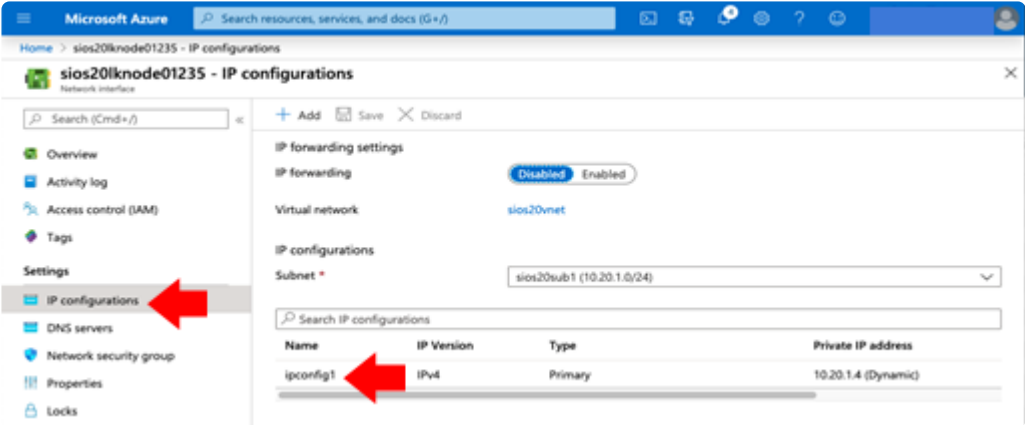 Microsoft Azure
Search resources, services, and docs (G+/)
Home > sios20lknode01235 - IP configurations
sios20lknode01235 - IP configurations
Network interface
Search (Cmd+/)
Overview
Activity log
Access control (IAM)
Tags
Settings
IP configurations
DNS servers
Network security group
Properties
Locks
Add Save Discard
IP forwarding settings
IP forwarding Disabled Enabled
Virtual network sios20vnet
IP configurations
Subnet * sios20sub1 (10.20.1.0/24)
Search IP configurations
Name IP Version Type Private IP address
ipconfig1 IPv4 Primary 10.20.1.4 (Dynamic)